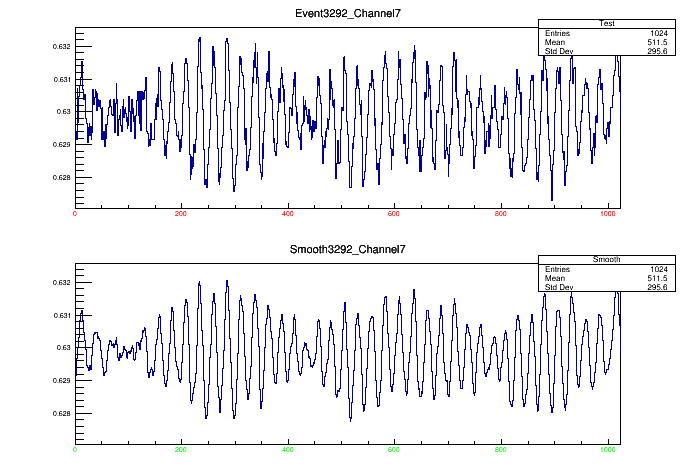 Event3292_Channel7
Test
Entries 1024
Mean 511.5
Std Dev 295.6
0.632
0.631
0.63
0.629
0.628
0 200 400 600 800 1000
Smooth3292_Channel7
Smooth
Entries 1024
Mean 511.5
Std Dev 295.6
0.632
0.631
0.63
0.629
0.628
0 200 400 600 800 1000